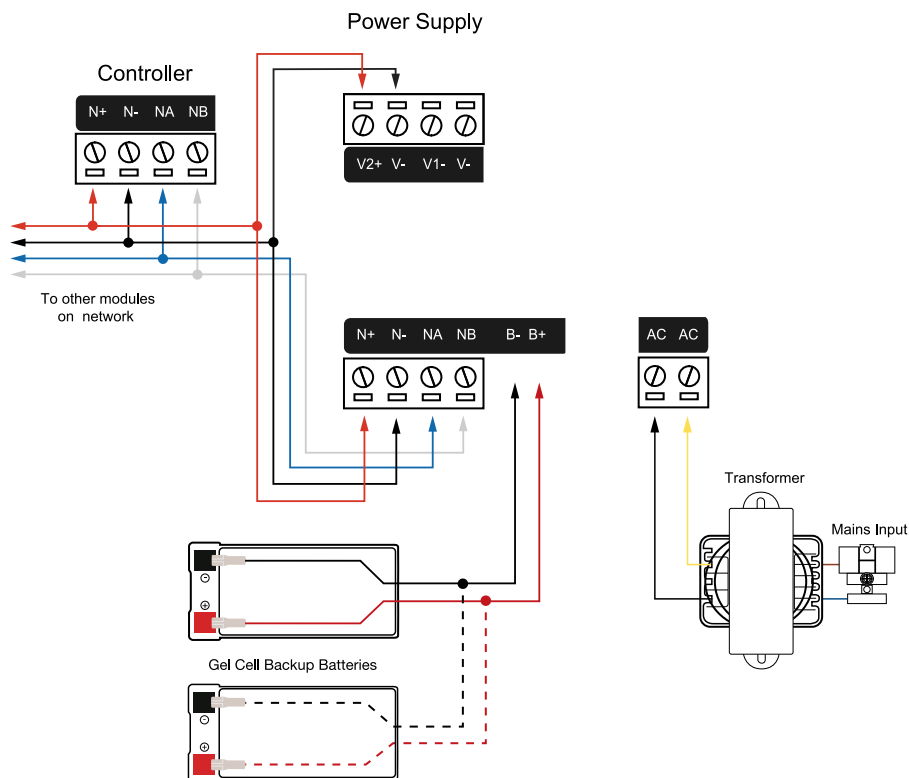 Power Supply
Controller
N+ N- NA NB
V2+ V- V1- V-
To other modules
on network
N+ N- NA NB B- B+
AC AC
Transformer
Mains Input
Gel Cell Backup Batteries